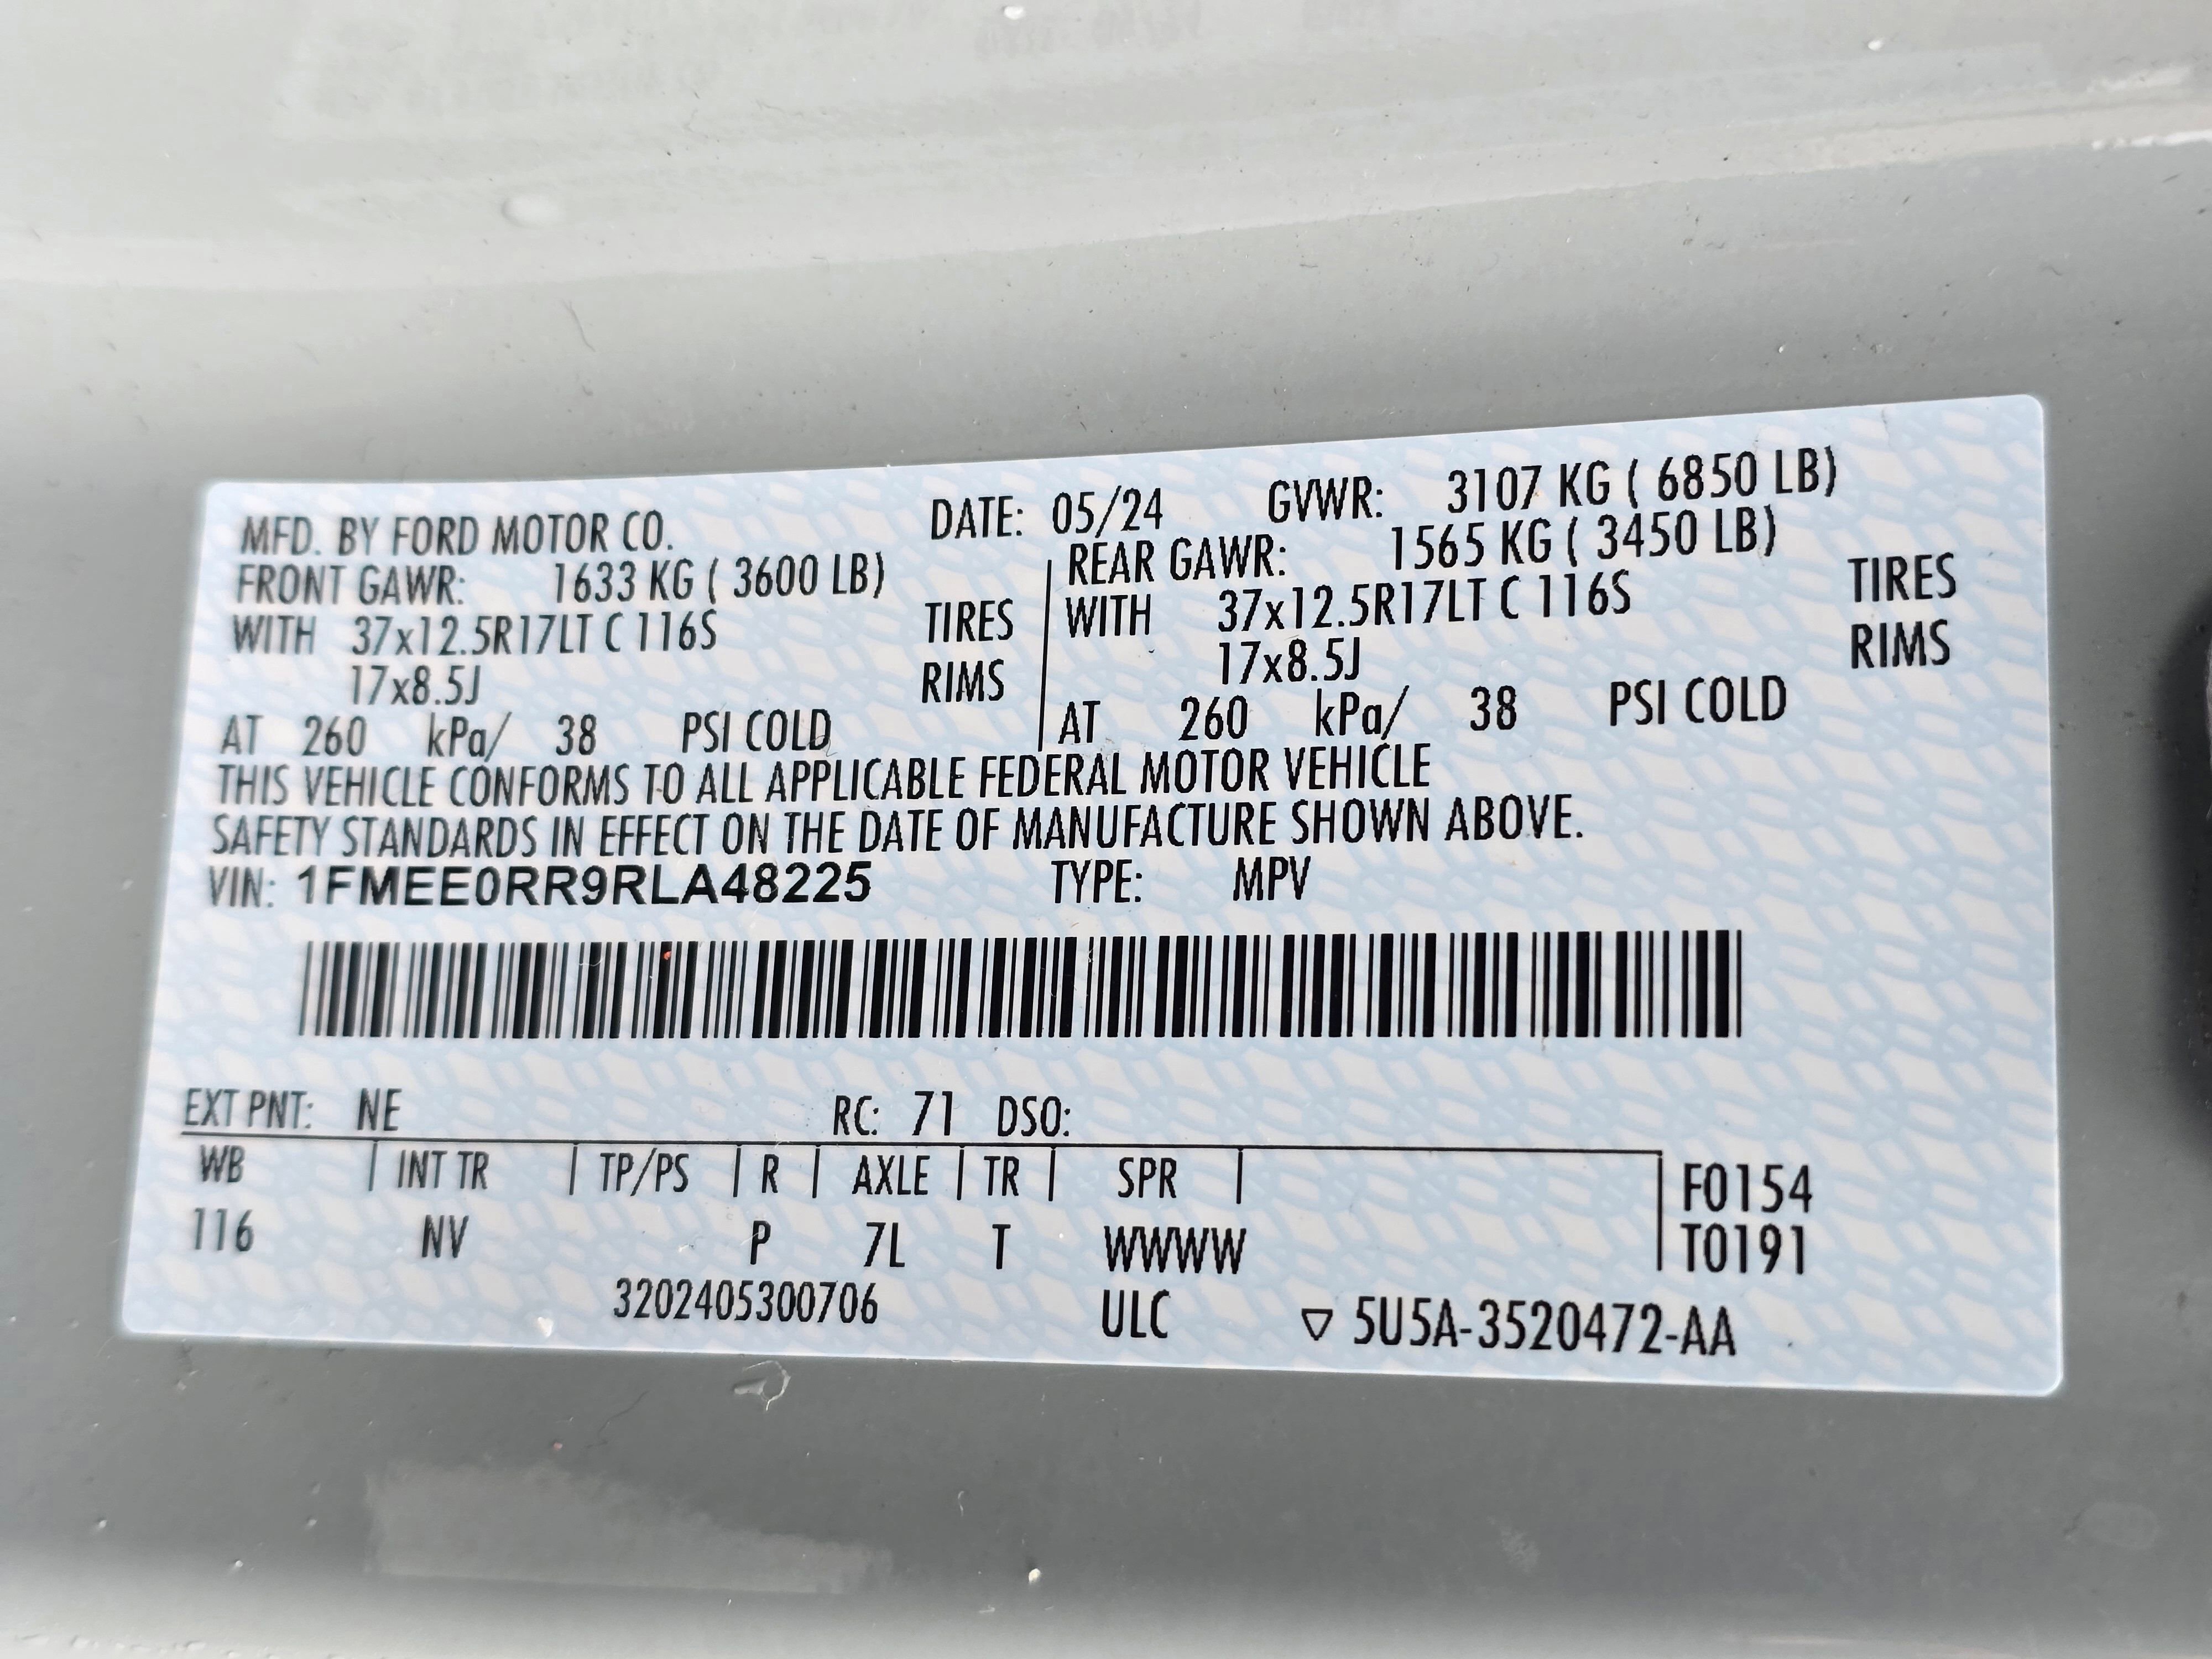 MFD. BY FORD MOTOR CO. DATE: 05/24 GVWR: 3107 KG ( 6850 LB)
FRONT GAWR: 1633 KG ( 3600 LB) REAR GAWR: 1565 KG ( 3450 LB)
WITH 37x12.5R17LT C 116S TIRES WITH 37x12.5R17LT C 116S TIRES
17x8.5J RIMS 17x8.5J RIMS
AT 260 kPa/ 38 PSI COLD AT 260 kPa/ 38 PSI COLD
THIS VEHICLE CONFORMS TO ALL APPLICABLE FEDERAL MOTOR VEHICLE
SAFETY STANDARDS IN EFFECT ON THE DATE OF MANUFACTURE SHOWN ABOVE.
VIN: 1FMEE0RR9RLA48225 TYPE: MPV
EXT PNT: NE RC: 71 DSO:
WB INT TR TP/PS R AXLE TR SPR F0154
116 NV P 7L T WWWW T0191
3202405300706 ULC ▽ 5U5A-3520472-AA